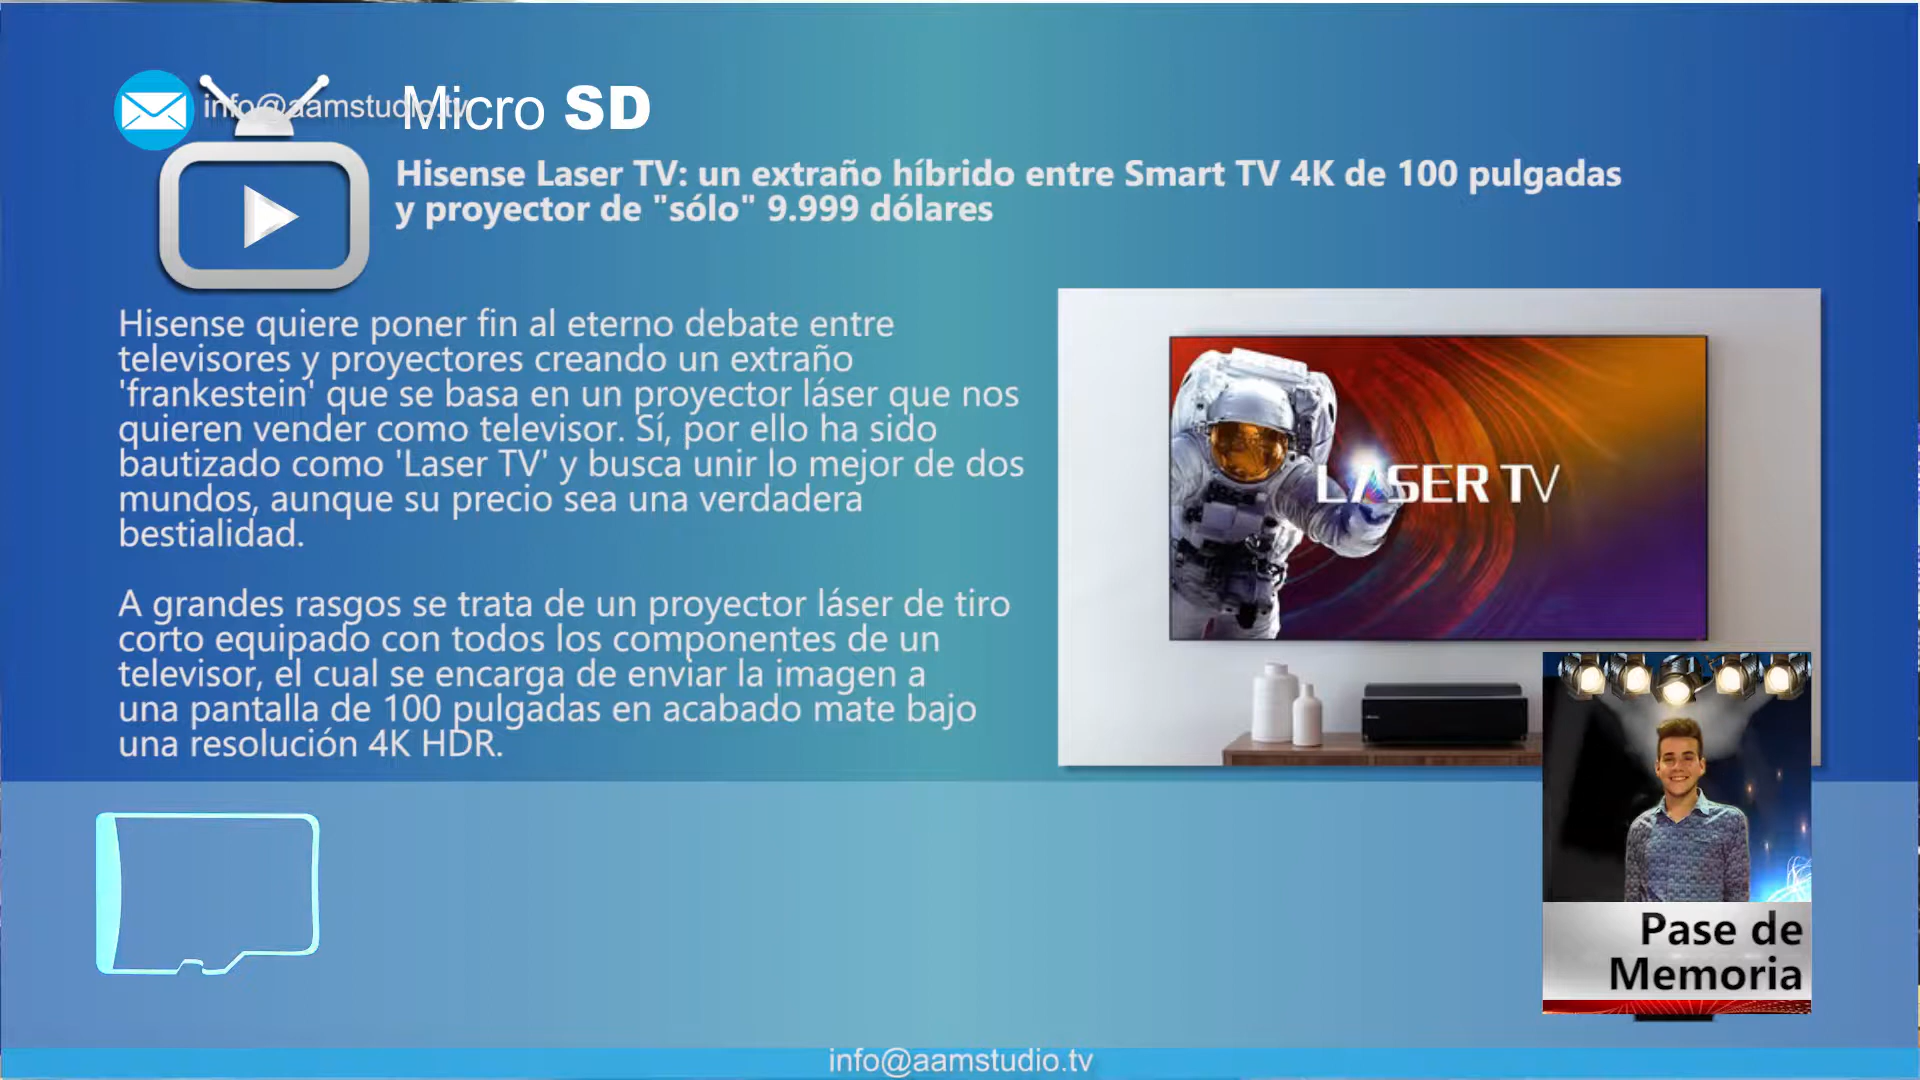 info@aamstudio.tv
Micro SD
Hisense Laser TV: un extraño híbrido entre Smart TV 4K de 100 pulgadas
y proyector de "sólo" 9.999 dólares
Hisense quiere poner fin al eterno debate entre
televisores y proyectores creando un extraño
'frankestein' que se basa en un proyector láser que nos
quieren vender como televisor. Sí, por ello ha sido
bautizado como 'Laser TV' y busca unir lo mejor de dos
mundos, aunque su precio sea una verdadera
bestialidad.
A grandes rasgos se trata de un proyector láser de tiro
corto equipado con todos los componentes de un
televisor, el cual se encarga de enviar la imagen a
una pantalla de 100 pulgadas en acabado mate bajo
una resolución 4K HDR.
LASER TV
Pase de
Memoria
info@aamstudio.tv